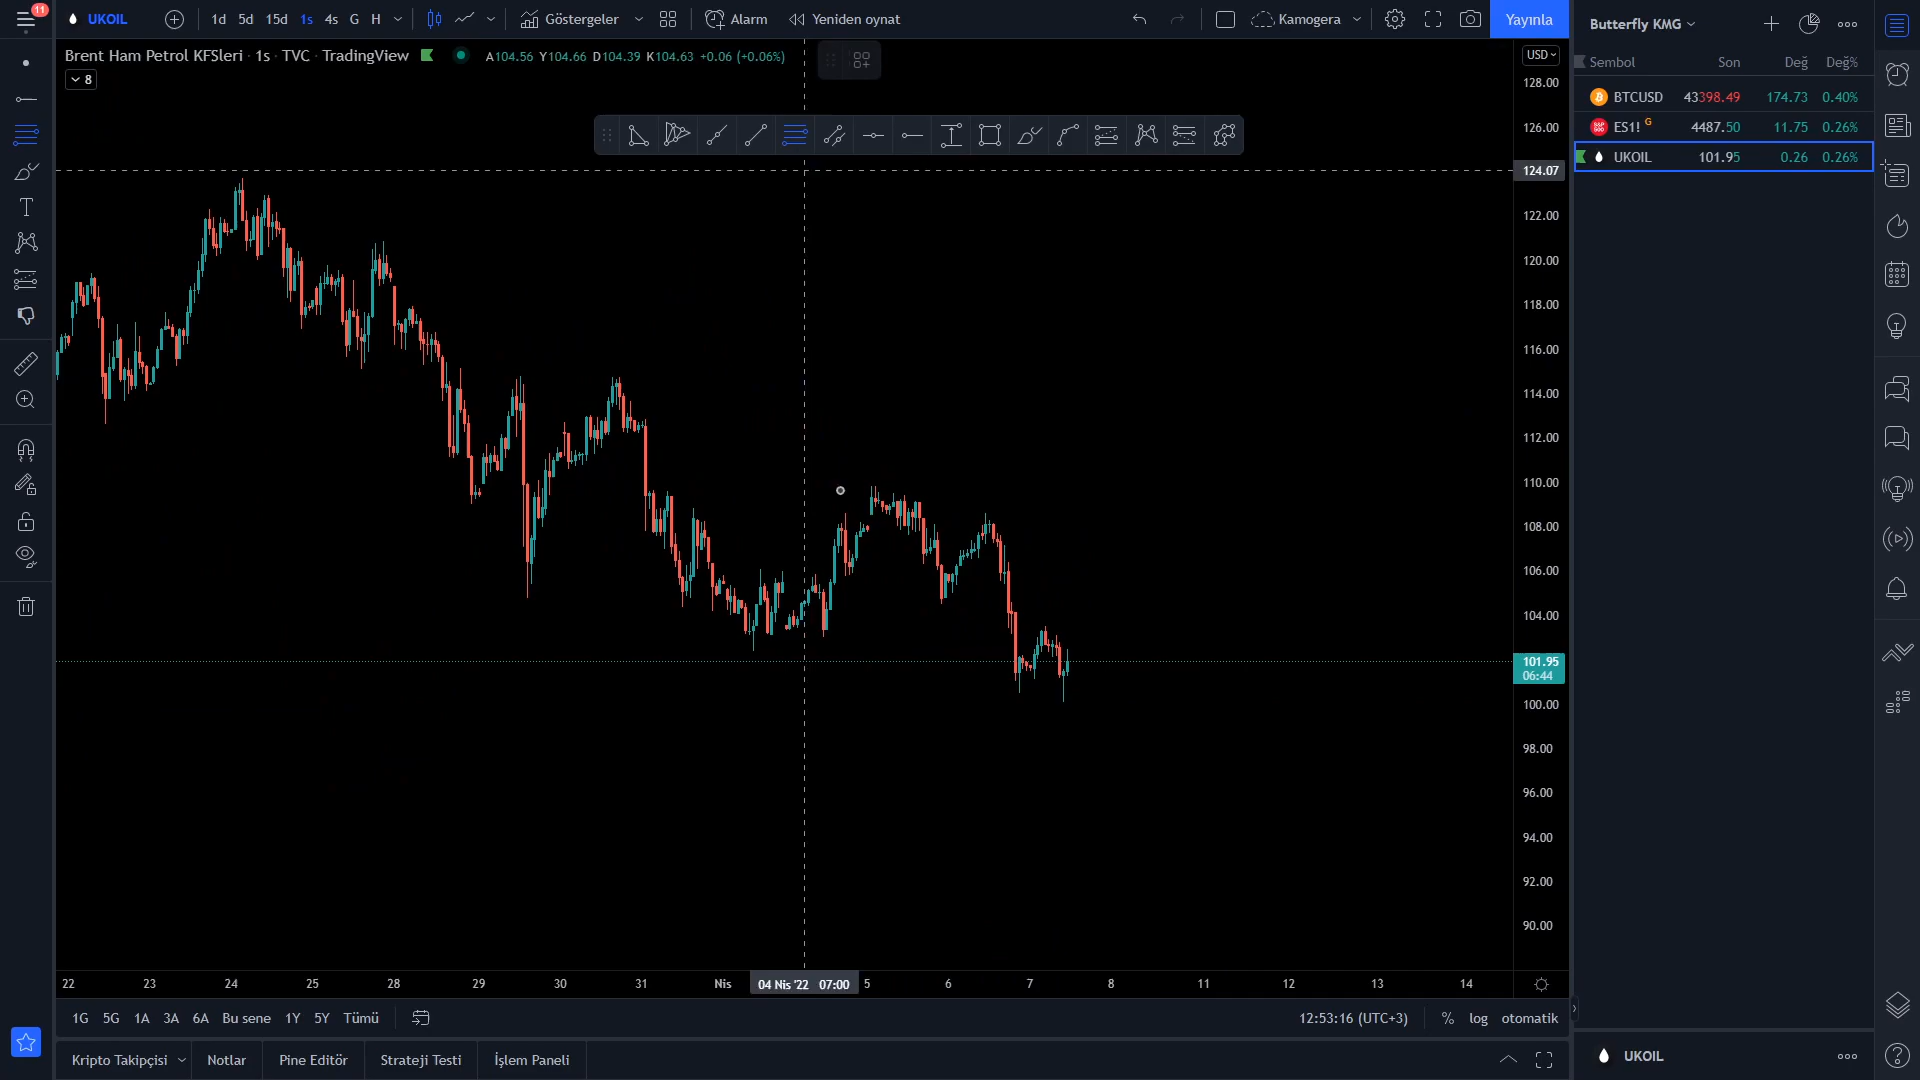 11
UKOIL
1d 5d 15d 1s 4s G H
Göstergeler
Alarm
Yeniden oynat
Kamogera
Yayınla
Butterfly KMG
Brent Ham Petrol KFSleri · 1s · TVC · TradingView
A104.56 Y104.66 D104.39 K104.63 +0.06 (+0.06%)
8
USD
Sembol Son Değ Değ%
BTCUSD 43398.49 174.73 0.40%
ES1! G 4487.50 11.75 0.26%
UKOIL 101.95 0.26 0.26%
128.00
126.00
124.07
122.00
120.00
118.00
116.00
114.00
112.00
110.00
108.00
106.00
104.00
101.95
06:44
100.00
98.00
96.00
94.00
92.00
90.00
22 23 24 25 28 29 30 31 Nis 04 Nis '22 07:00 5 6 7 8 11 12 13 14
1G 5G 1A 3A 6A Bu sene 1Y 5Y Tümü
12:53:16 (UTC+3) % log otomatik
Kripto Takipçisi Notlar Pine Editör Strateji Testi İşlem Paneli
UKOIL